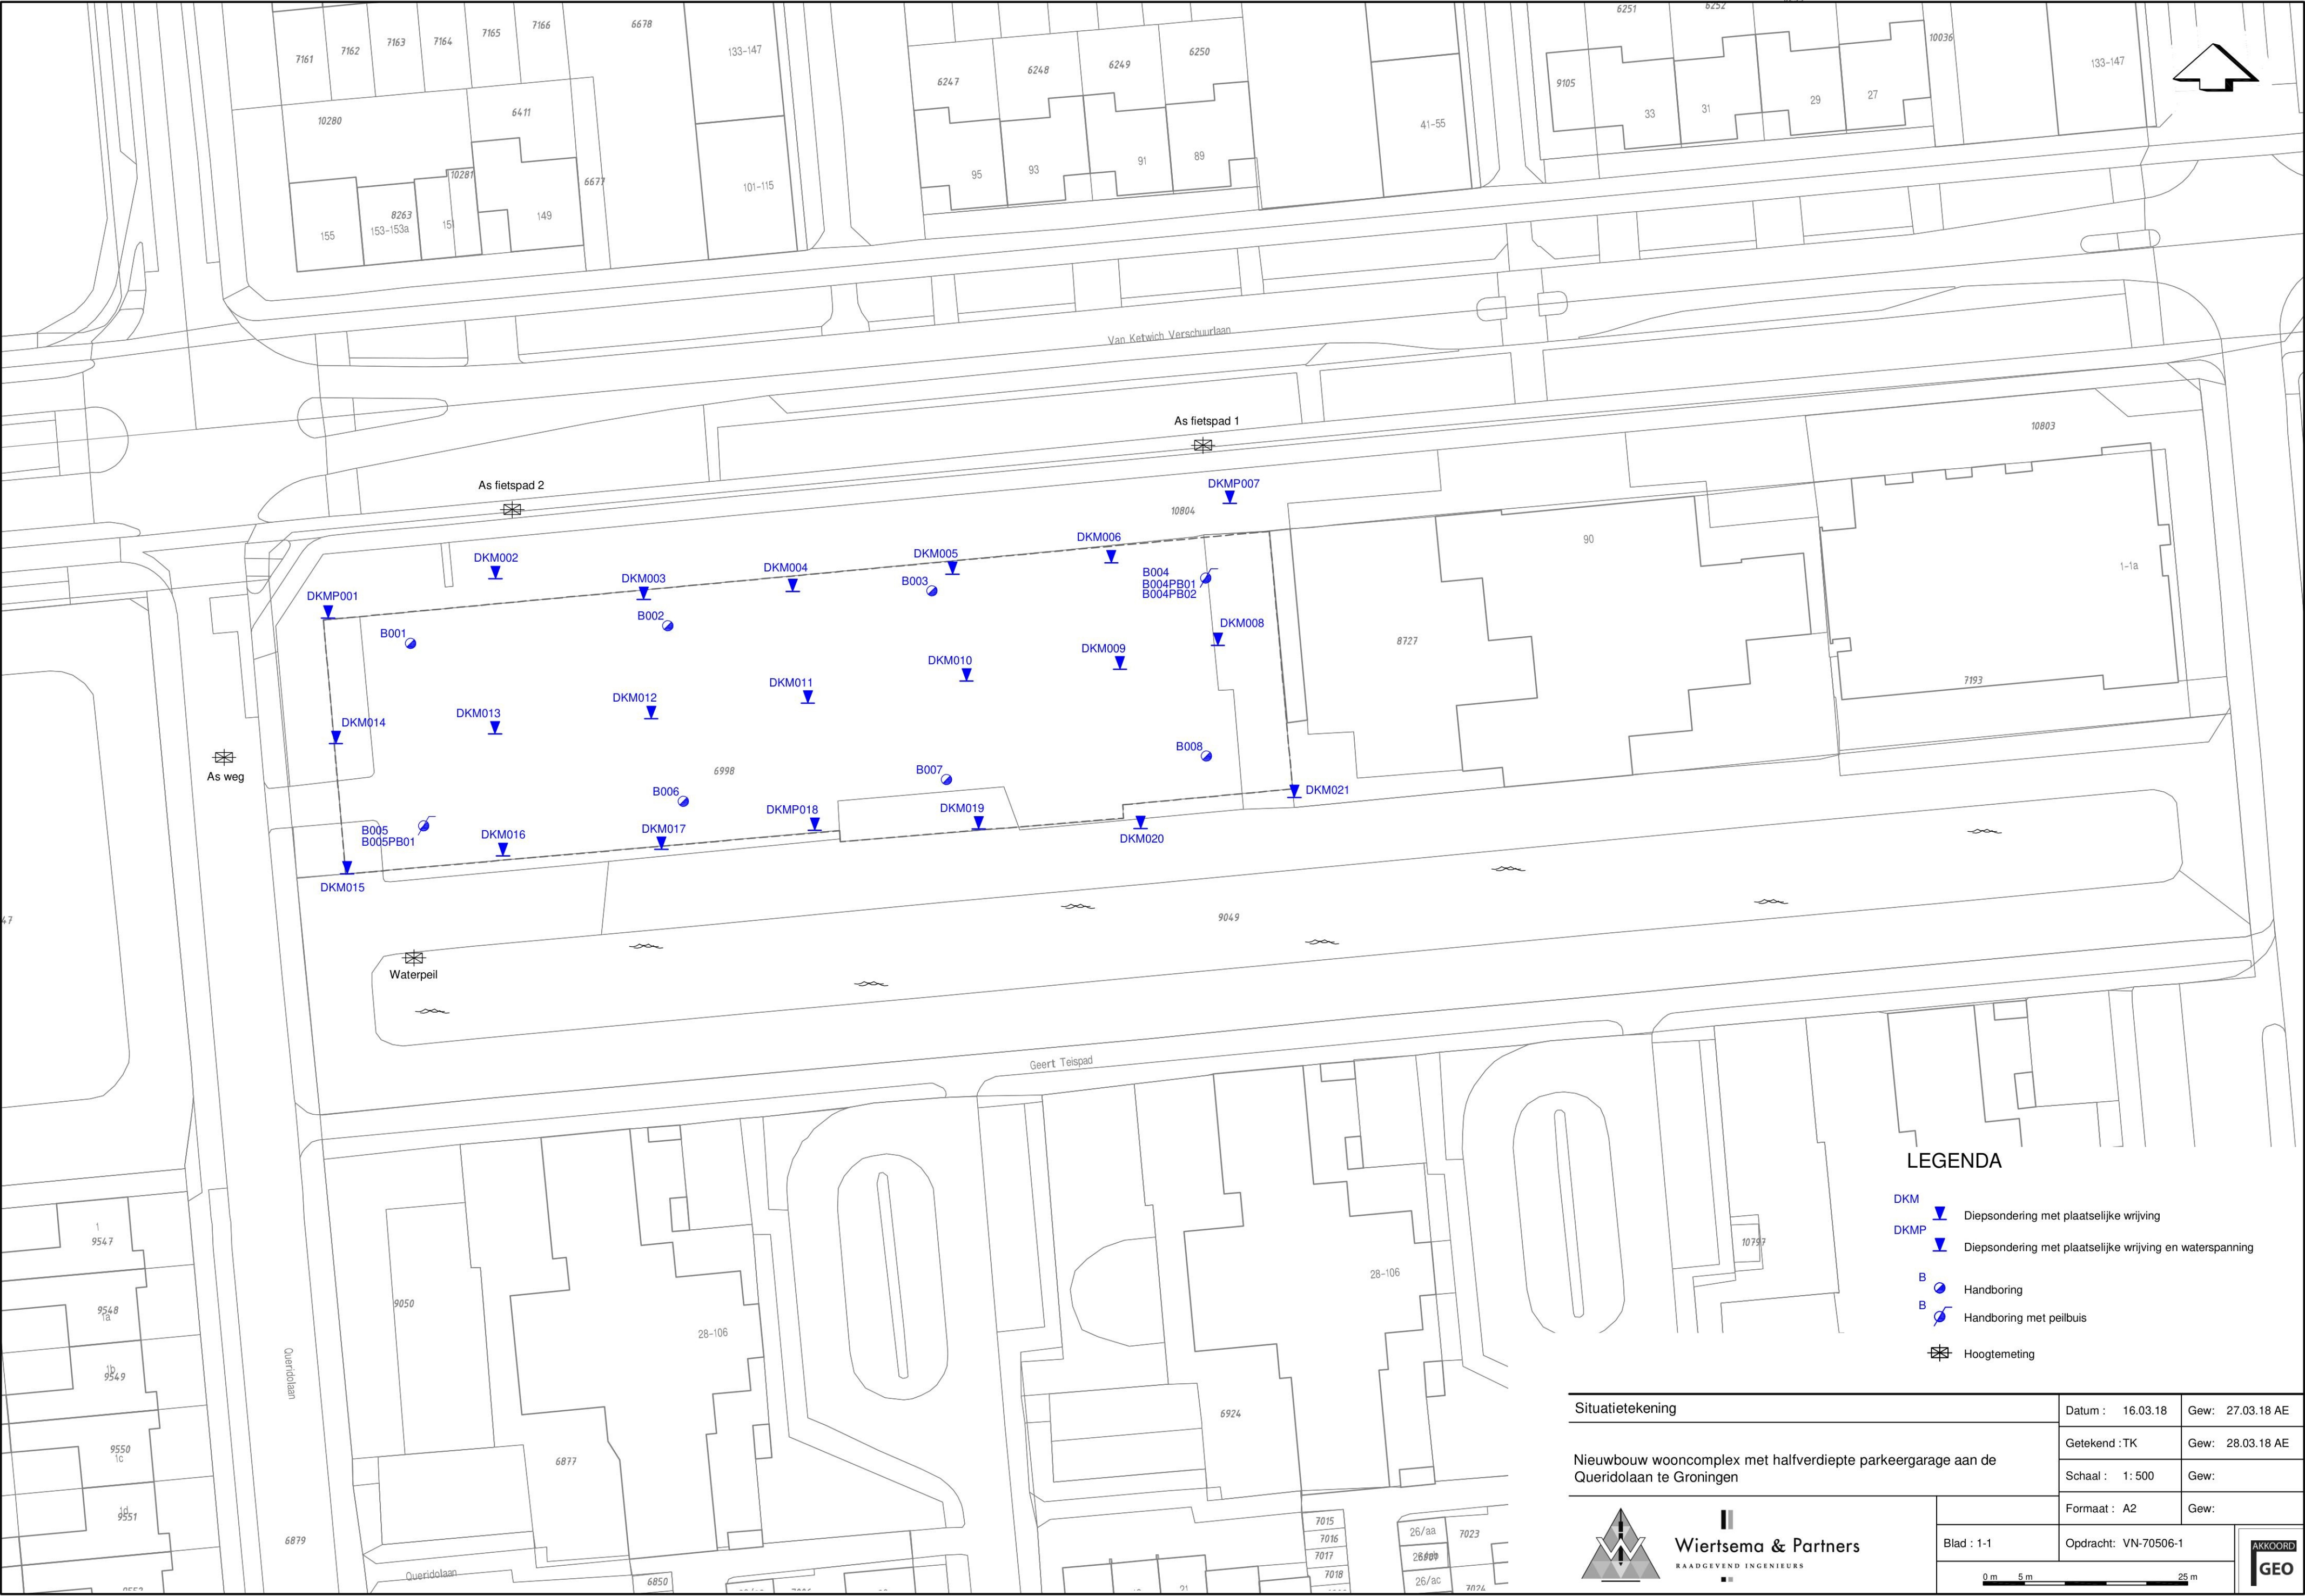 7161
7162
7163
7164
7165
7166
6678
133-147
6247
6248
6249
6250
6251
6252
10036
9105
133-147
10280
6411
33
31
29
27
41-55
10281
6677
101-115
95
93
91
89
8263
155
153-153a
149
Van Ketwich Verschuurlaan
As fietspad 1
As fietspad 2
10803
DKMP007
10804
DKM006
DKM005
DKM004
DKM003
DKM002
DKMP001
90
1-1a
B004
B004PB01
B004PB02
B003
B002
B001
DKM008
8727
DKM009
DKM010
DKM011
DKM012
DKM013
DKM014
7193
As weg
6998
B008
B007
B006
DKM021
DKM019
DKMP018
DKM017
DKM016
DKM020
B005
B005PB01
DKM015
47
9049
Waterpeil
Geert Teispad
LEGENDA
DKM
Diepsondering met plaatselijke wrijving
DKMP
Diepsondering met plaatselijke wrijving en waterspanning
B
Handboring
B
Handboring met peilbuis
Hoogtemeting
1
9547
9548
1a
1b
9549
9550
1c
1d
9551
9050
28-106
28-106
10797
Queridolaan
6924
6877
6879
Queridolaan
6850
7015
7016
7017
7018
26/aa
7023
26/ac
7024
21
Situatietekening
Datum : 16.03.18
Gew: 27.03.18 AE
Getekend : TK
Gew: 28.03.18 AE
Nieuwbouw wooncomplex met halfverdiepte parkeergarage aan de
Queridolaan te Groningen
Schaal : 1: 500
Gew:
Formaat : A2
Gew:
Wiertsema & Partners
RAADGEVEND INGENIEURS
Blad : 1-1
Opdracht: VN-70506-1
0 m 5 m 25 m
AKKOORD
GEO